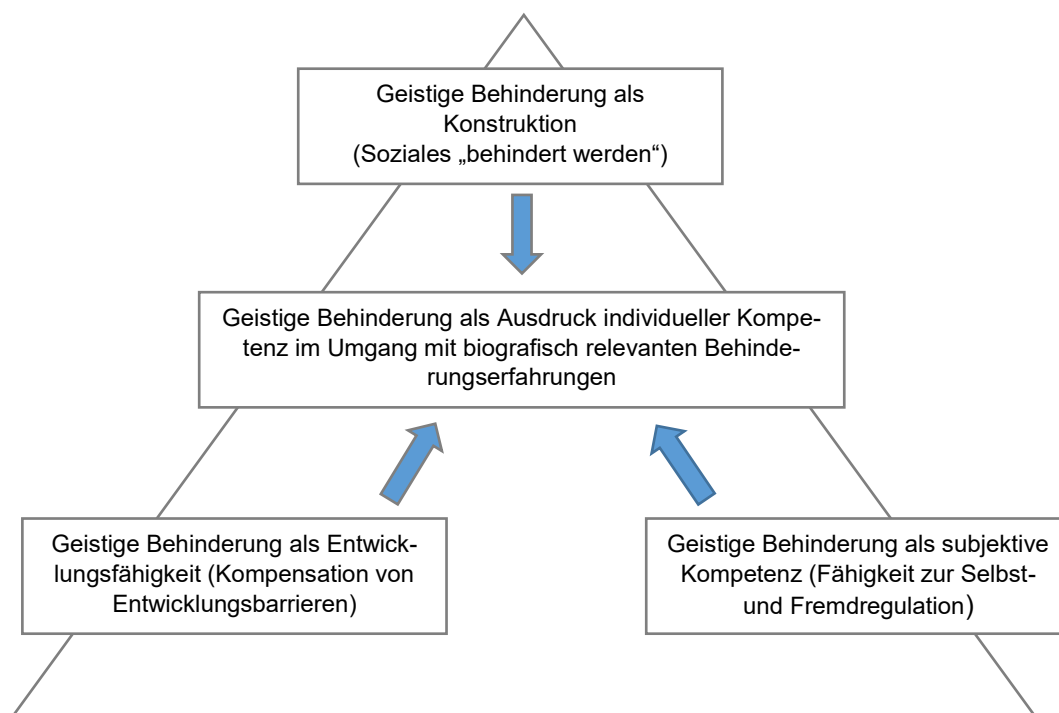 Geistige Behinderung als
Konstruktion
(Soziales „behindert werden“)
Geistige Behinderung als Ausdruck individueller Kompe-
tenz im Umgang mit biografisch relevanten Behinde-
rungserfahrungen
Geistige Behinderung als Entwick-
lungsfähigkeit (Kompensation von
Entwicklungsbarrieren)
Geistige Behinderung als subjektive
Kompetenz (Fähigkeit zur Selbst-
und Fremdregulation)